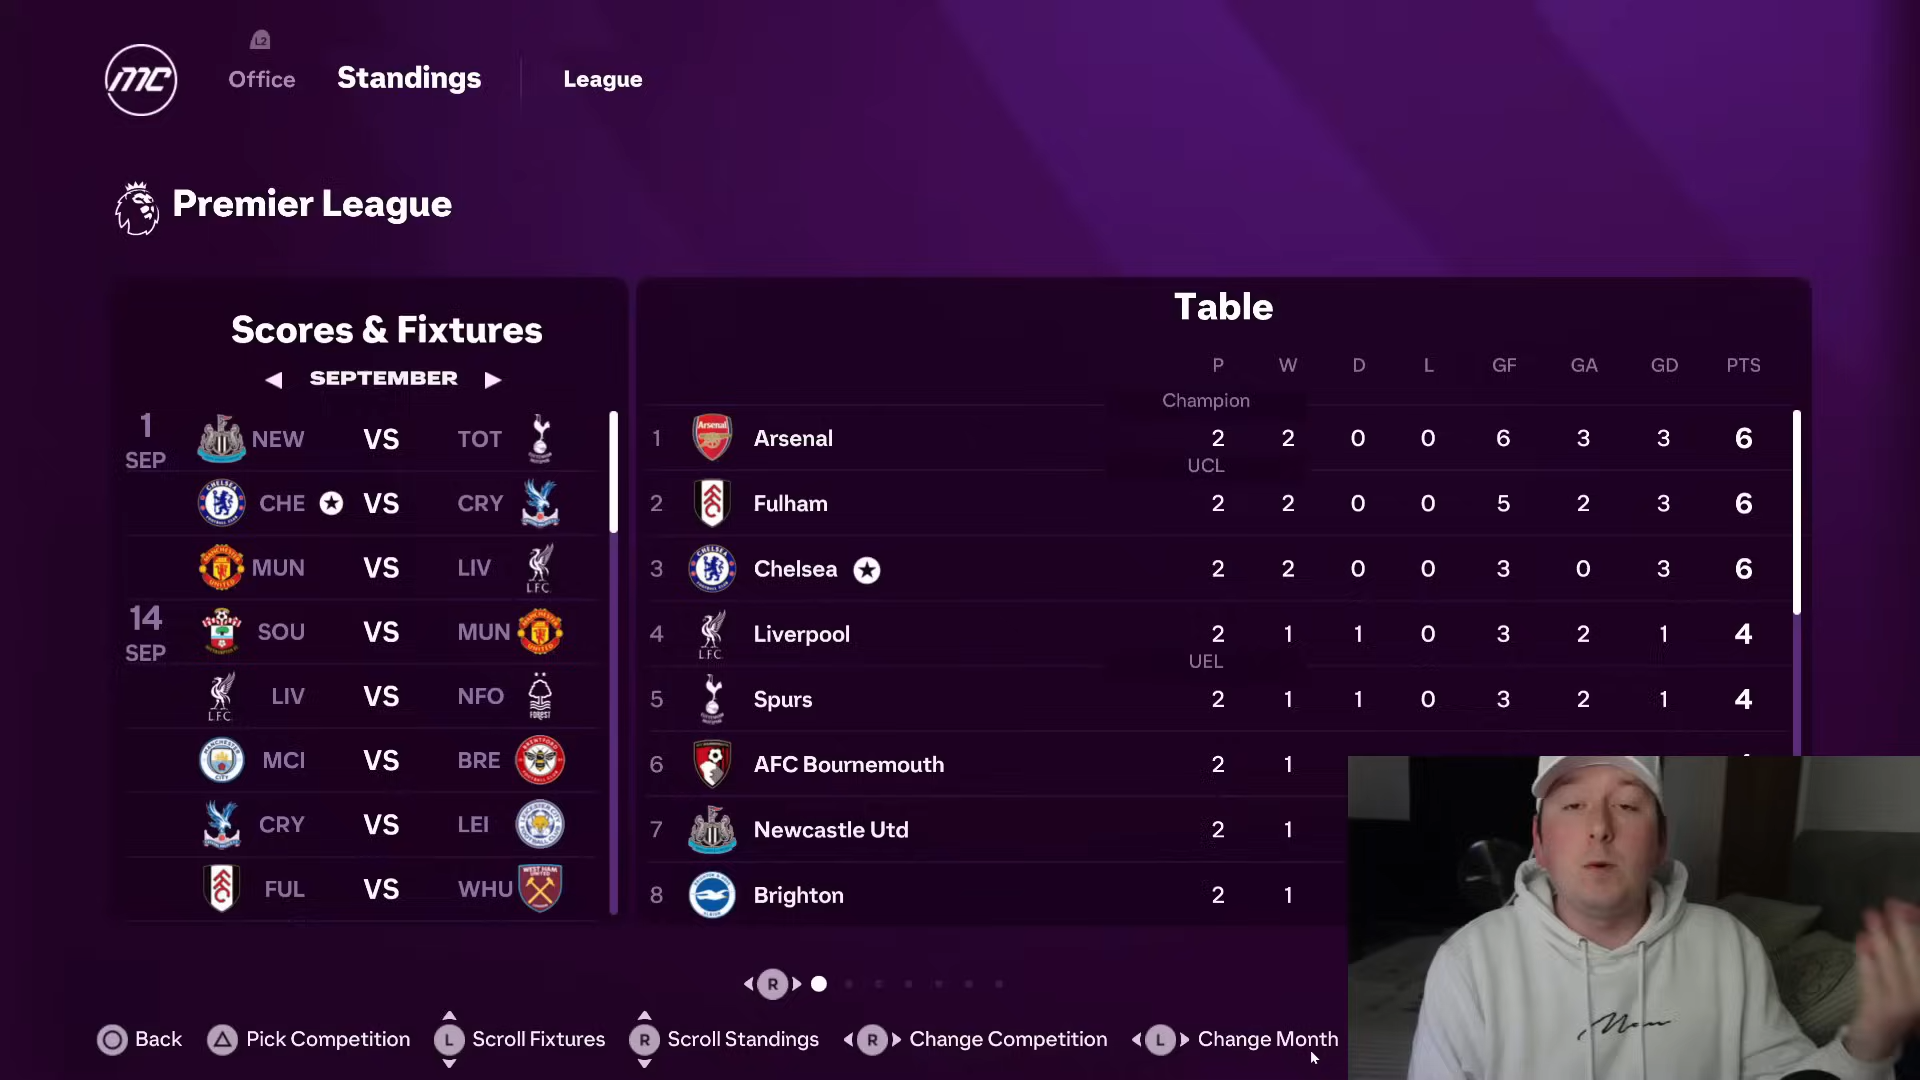 L2
Office Standings League
Premier League
Scores & Fixtures
SEPTEMBER
1 SEP NEW VS TOT
CHE VS CRY
MUN VS LIV
14 SEP SOU VS MUN
LIV VS NFO
MCI VS BRE
CRY VS LEI
FUL VS WHU
Table
P W D L GF GA GD PTS
Champion
1 Arsenal 2 2 0 0 6 3 3 6
UCL
2 Fulham 2 2 0 0 5 2 3 6
3 Chelsea 2 2 0 0 3 0 3 6
4 Liverpool 2 1 1 0 3 2 1 4
UEL
5 Spurs 2 1 1 0 3 2 1 4
6 AFC Bournemouth 2 1
7 Newcastle Utd 2 1
8 Brighton 2 1
R
Back Pick Competition L Scroll Fixtures R Scroll Standings R Change Competition L Change Month